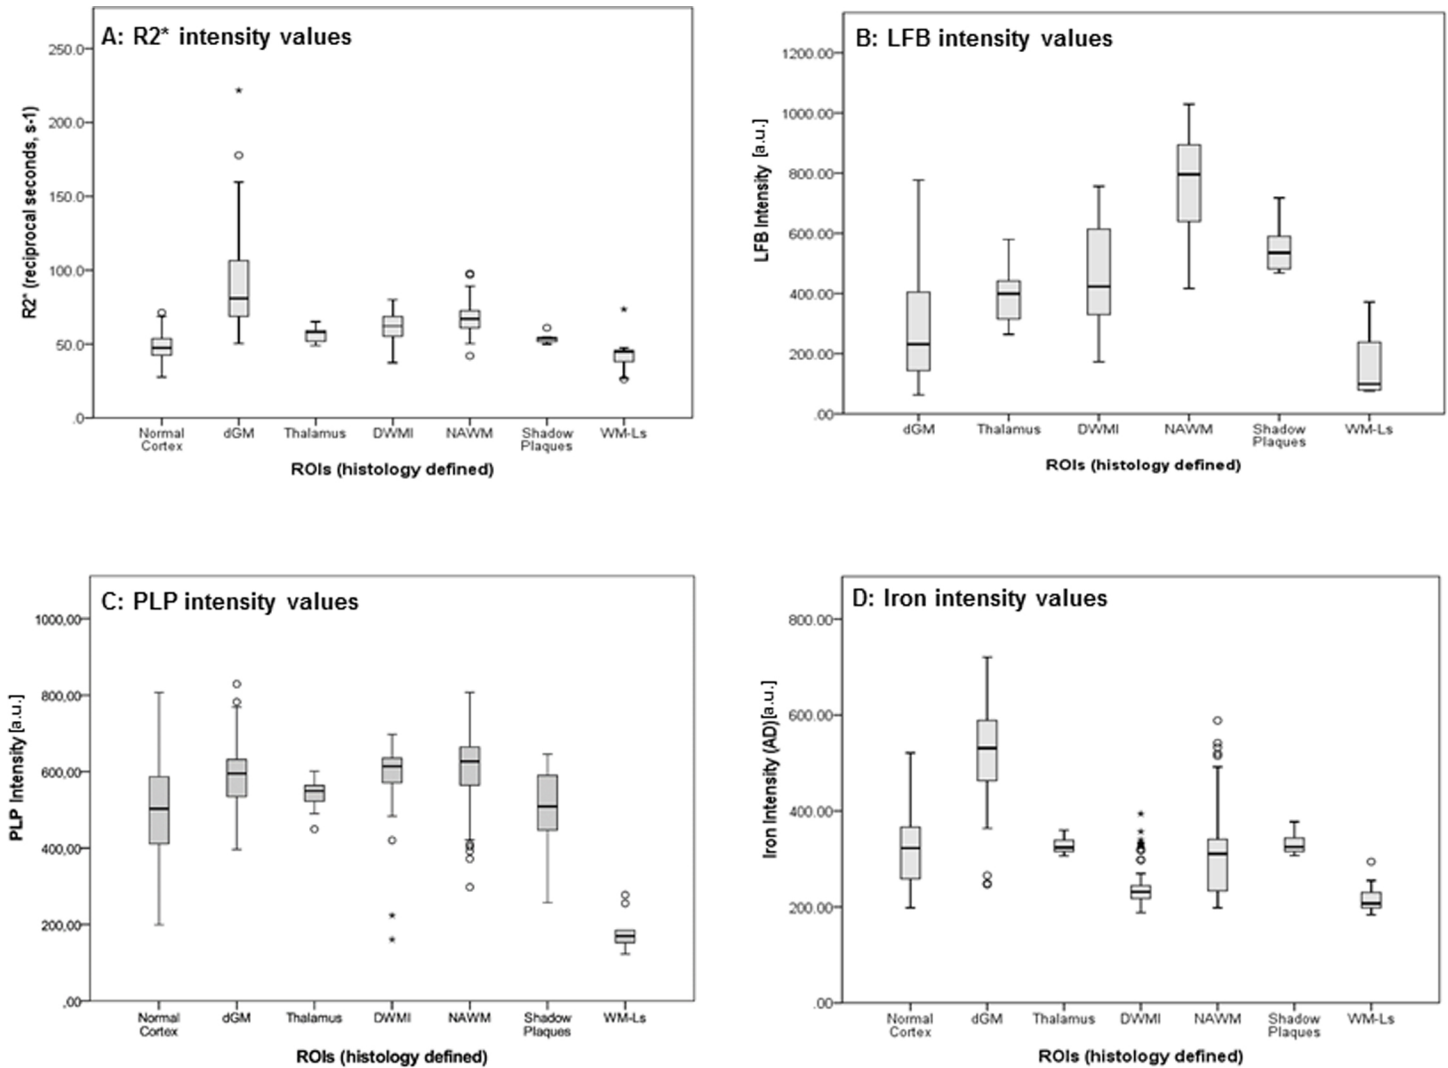 A: R2* intensity values
250.0
200.0
150.0
100.0
50.0
.0
R2* (reciprocal seconds, s-1)
Normal Cortex
dGM
Thalamus
DWMI
NAWM
Shadow Plaques
WM-Ls
ROIs (histology defined)
B: LFB intensity values
1200.00
1000.00
800.00
600.00
400.00
200.00
.00
LFB Intensity [a.u.]
dGM
Thalamus
DWMI
NAWM
Shadow Plaques
WM-Ls
ROIs (histology defined)
C: PLP intensity values
1000,00
800,00
600,00
400,00
200,00
,00
PLP Intensity [a.u.]
Normal Cortex
dGM
Thalamus
DWMI
NAWM
Shadow Plaques
WM-Ls
ROIs (histology defined)
D: Iron intensity values
800.00
600.00
400.00
200.00
.00
Iron Intensity (AD)[a.u.]
Normal Cortex
dGM
Thalamus
DWMI
NAWM
Shadow Plaques
WM-Ls
ROIs (histology defined)